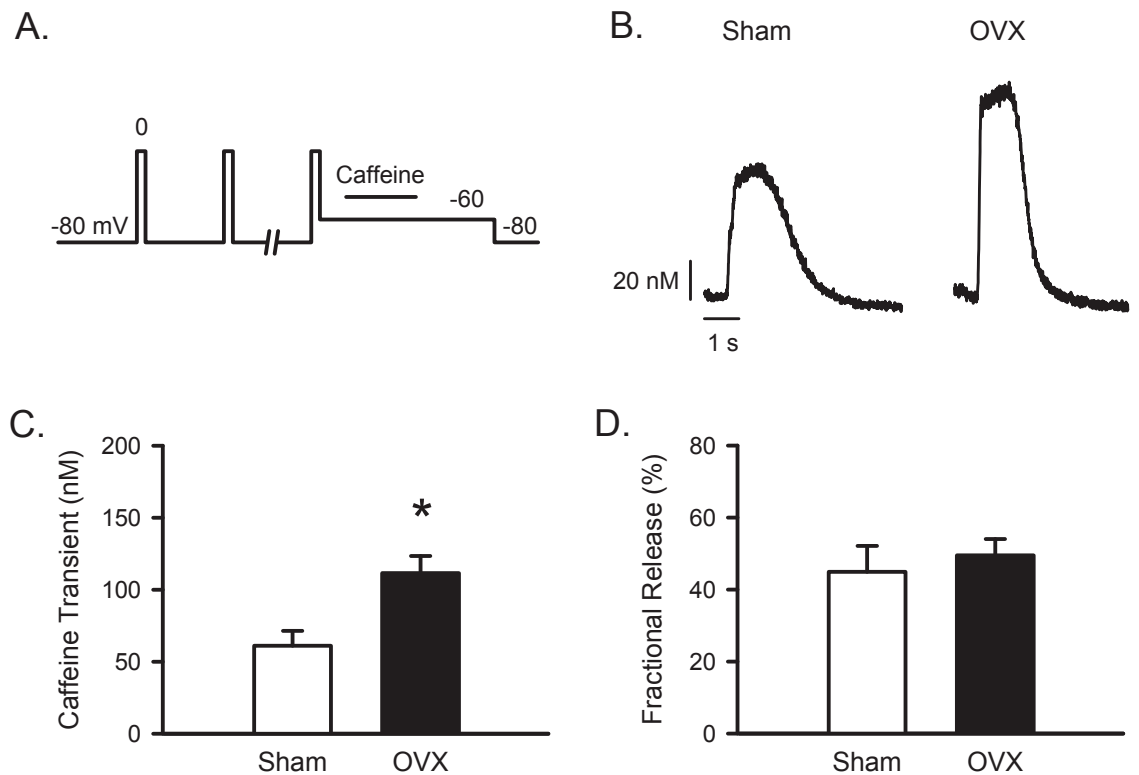 A.
0
Caffeine
-60
-80 mV
-80
B.
Sham
OVX
20 nM
1 s
C.
Caffeine Transient (nM)
200
150
100
50
0
*
Sham
OVX
D.
Fractional Release (%)
80
60
40
20
0
Sham
OVX